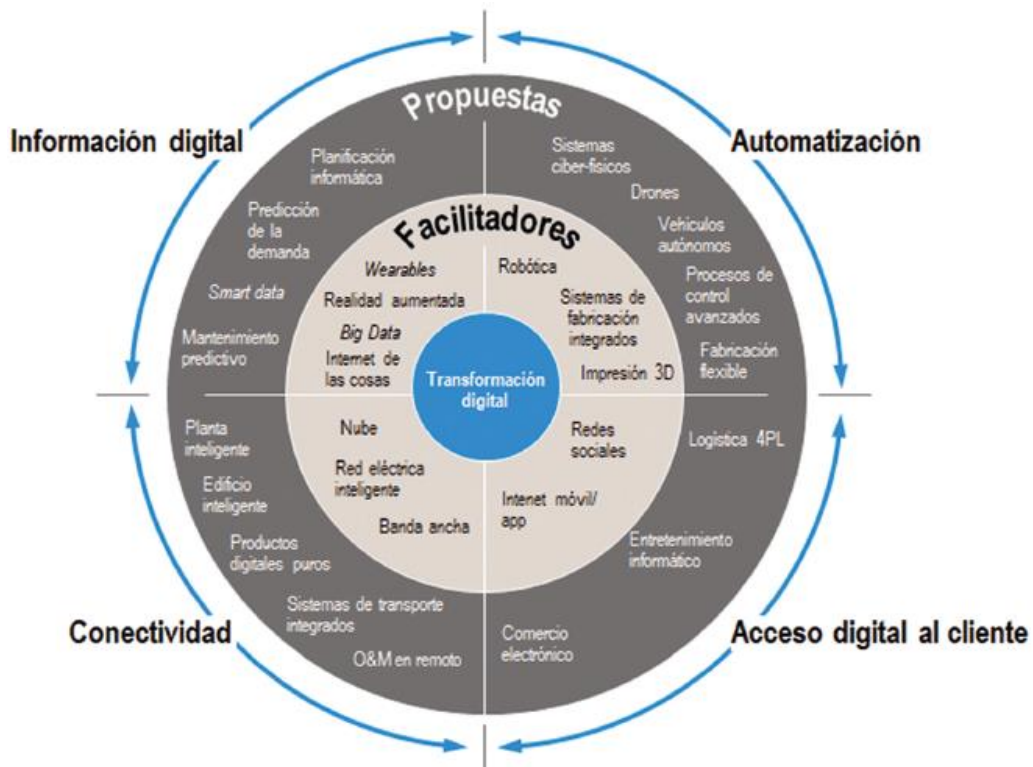 Propuestas
Información digital
Automatización
Planificación
informática
Predicción
de la
demanda
Smart data
Mantenimiento
predictivo
Sistemas
ciber-físicos
Drones
Vehículos
autónomos
Procesos de
control
avanzados
Fabricación
flexible
Facilitadores
Wearables
Realidad aumentada
Big Data
Internet de
las cosas
Robótica
Sistemas de
fabricación
integrados
Impresión 3D
Transformación
digital
Nube
Red eléctrica
inteligente
Banda ancha
Redes
sociales
Intenet móvil/
app
Planta
inteligente
Edificio
inteligente
Productos
digitales puros
Sistemas de transporte
integrados
O&M en remoto
Logística 4PL
Entretenimiento
informático
Comercio
electrónico
Conectividad
Acceso digital al cliente